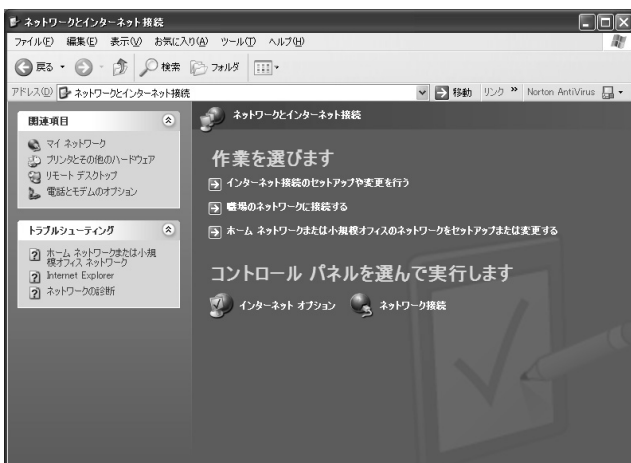 ネットワークとインターネット接続
ファイル(F) 編集(E) 表示(V) お気に入り(A) ツール(T) ヘルプ(H)
戻る 検索 フォルダ
アドレス(D) ネットワークとインターネット接続 移動 リンク » Norton AntiVirus
関連項目
マイ ネットワーク
プリンタとその他のハードウェア
リモート デスクトップ
電話とモデムのオプション
トラブルシューティング
ホーム ネットワークまたは小規
模オフィス ネットワーク
Internet Explorer
ネットワークの診断
ネットワークとインターネット接続
作業を選びます
インターネット接続のセットアップや変更を行う
職場のネットワークに接続する
ホーム ネットワークまたは小規模オフィスのネットワークをセットアップまたは変更する
コントロール パネルを選んで実行します
インターネット オプション ネットワーク接続